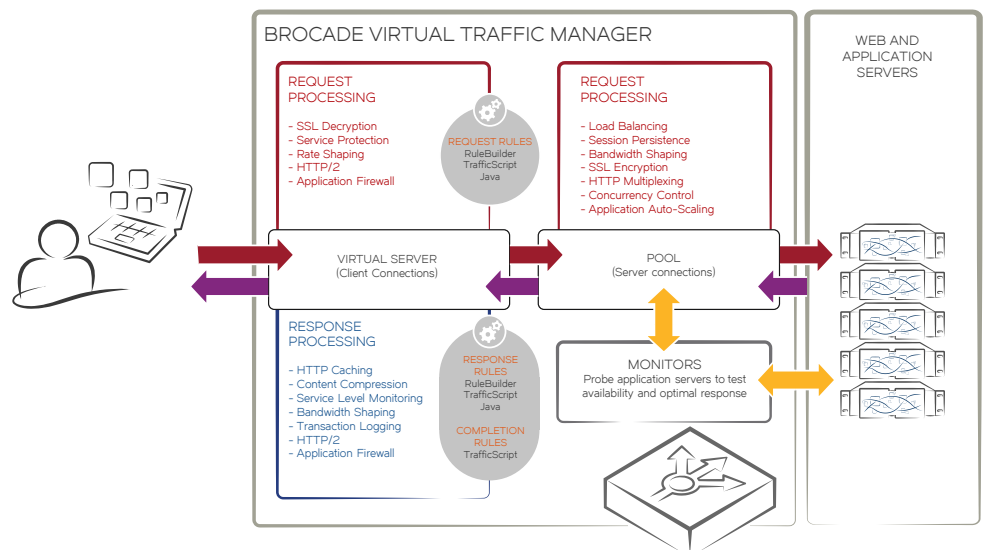 BROCADE VIRTUAL TRAFFIC MANAGER
REQUEST
PROCESSING
- SSL Decryption
- Service Protection
- Rate Shaping
- HTTP/2
- Application Firewall
REQUEST RULES
RuleBuilder
TrafficScript
Java
REQUEST
PROCESSING
- Load Balancing
- Session Persistence
- Bandwidth Shaping
- SSL Encryption
- HTTP Multiplexing
- Concurrency Control
- Application Auto-Scaling
WEB AND
APPLICATION
SERVERS
VIRTUAL SERVER
(Client Connections)
POOL
(Server connections)
RESPONSE
PROCESSING
- HTTP Caching
- Content Compression
- Service Level Monitoring
- Bandwidth Shaping
- Transaction Logging
- HTTP/2
- Application Firewall
RESPONSE
RULES
RuleBuilder
TrafficScript
Java
COMPLETION
RULES
TrafficScript
MONITORS
Probe application servers to test
availability and optimal response